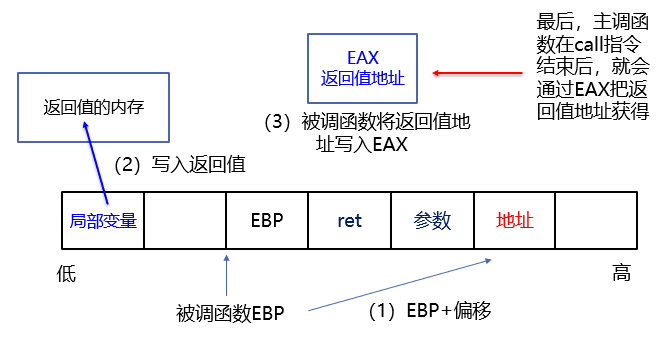 最后，主调函
数在call指令
结束后，就会
通过EAX把返
回值地址获得
EAX
返回值地址
返回值的内存
（3）被调函数将返回值地
址写入EAX
（2）写入返回值
局部变量
EBP
ret
参数
地址
低
高
被调函数EBP
（1）EBP+偏移